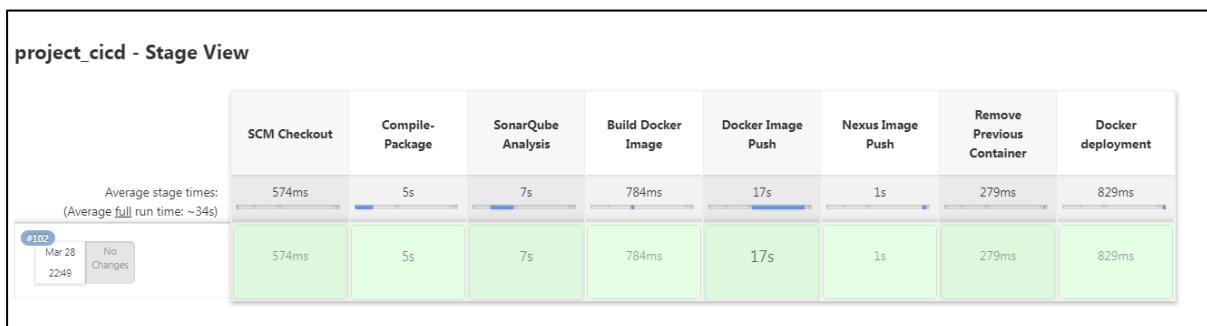 project_cicd - Stage View
SCM Checkout
Compile-
Package
SonarQube
Analysis
Build Docker
Image
Docker Image
Push
Nexus Image
Push
Remove
Previous
Container
Docker
deployment
Average stage times:
(Average full run time: ~34s)
574ms
5s
7s
784ms
17s
1s
279ms
829ms
#102
Mar 28
22:49
No
Changes
574ms
5s
7s
784ms
17s
1s
279ms
829ms